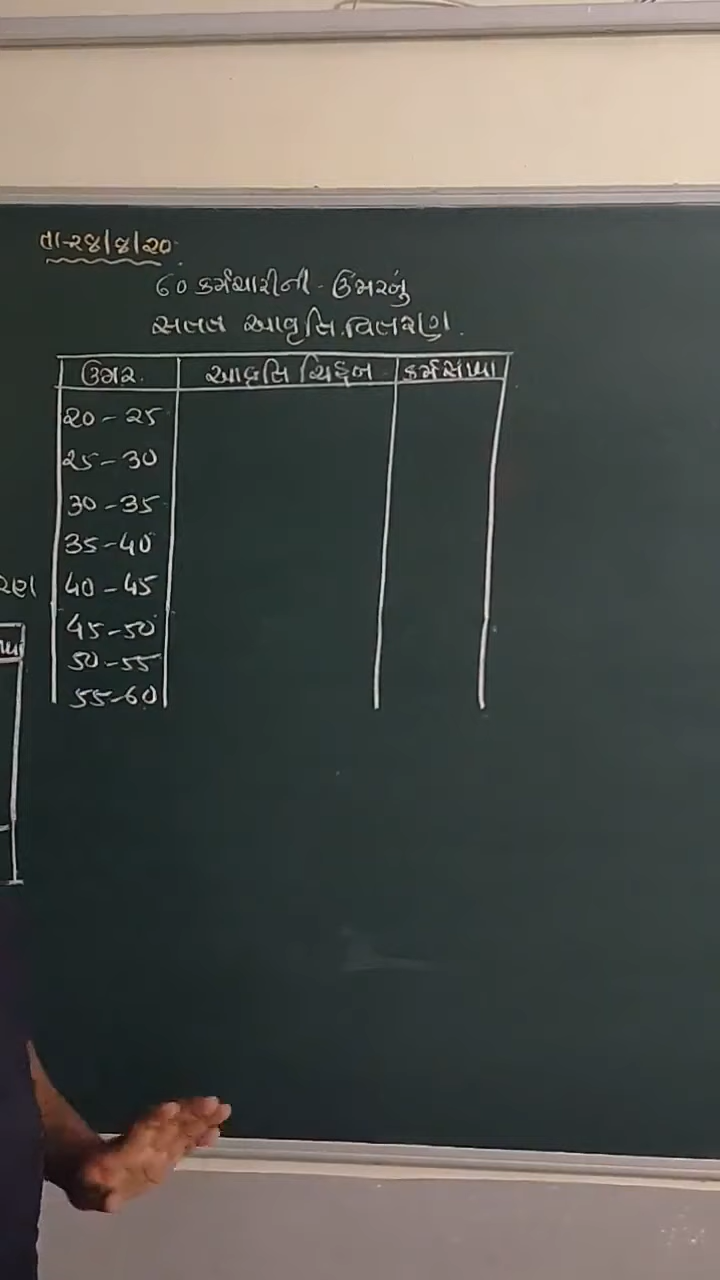 તા-૨૪/૪/૨૦
60 કર્મચારીની ઉંમરનું
સતત આવૃત્તિ વિતરણ.
ઉંમર આવૃત્તિ ચિહ્ન કર્મ સંખ્યા
20 - 25
25 - 30
30 - 35
35 - 40
40 - 45
45 - 50
50 - 55
55 - 60